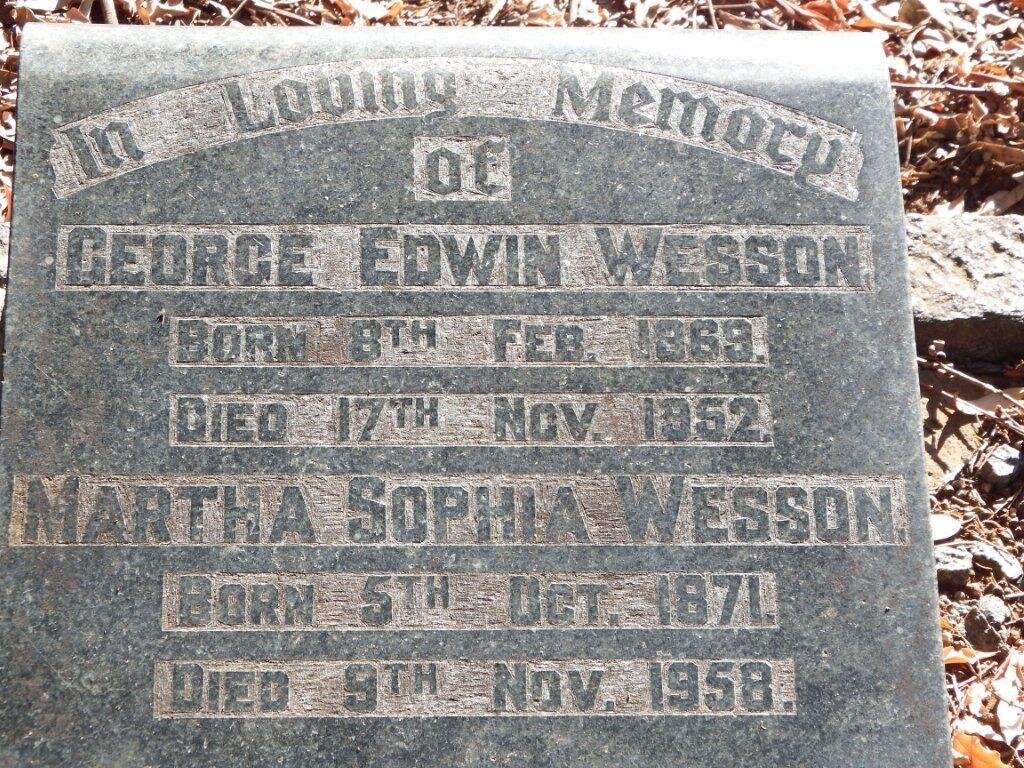 In Loving Memory
of
GEORGE EDWIN WESSON.
BORN 8TH FEB. 1869.
DIED 17TH NOV. 1952.
MARTHA SOPHIA WESSON.
BORN 5TH OCT. 1871.
DIED 9TH NOV. 1958.